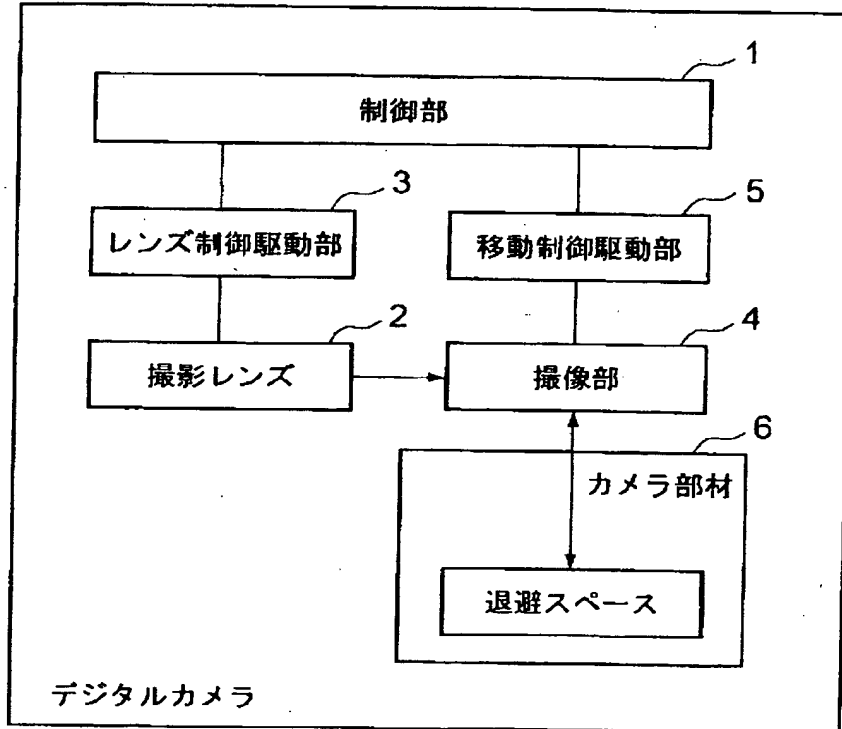 1
制御部
3
レンズ制御駆動部
5
移動制御駆動部
2
撮影レンズ
4
撮像部
6
カメラ部材
退避スペース
デジタルカメラ